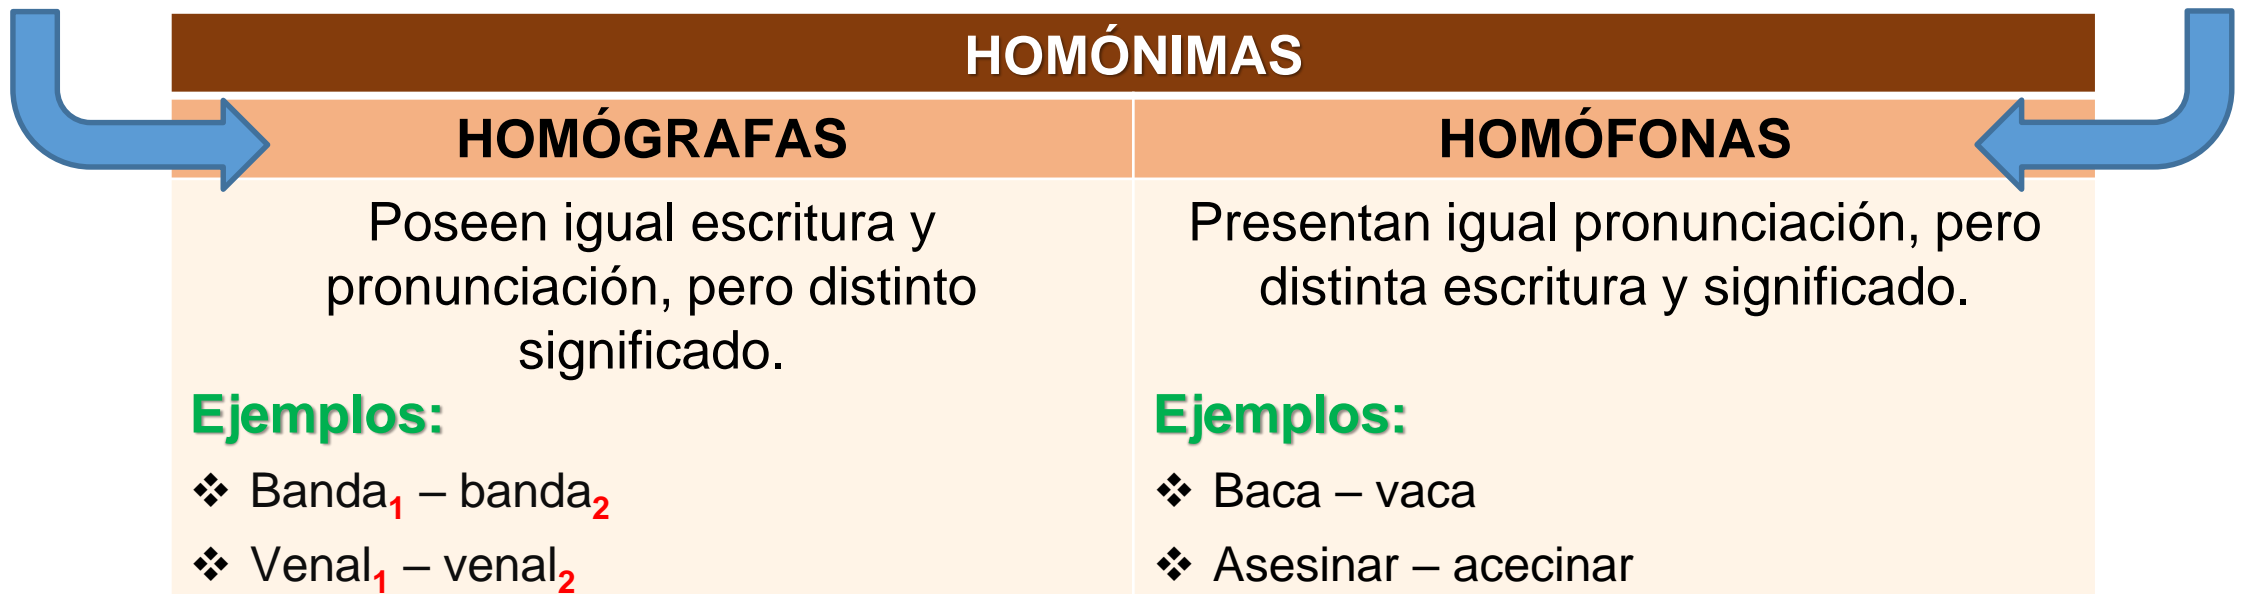 HOMÓNIMAS
HOMÓGRAFAS
Poseen igual escritura y
pronunciación, pero distinto
significado.
Ejemplos:
❖ Banda1 – banda2
❖ Venal1 – venal2
HOMÓFONAS
Presentan igual pronunciación, pero
distinta escritura y significado.
Ejemplos:
❖ Baca – vaca
❖ Asesinar – acecinar